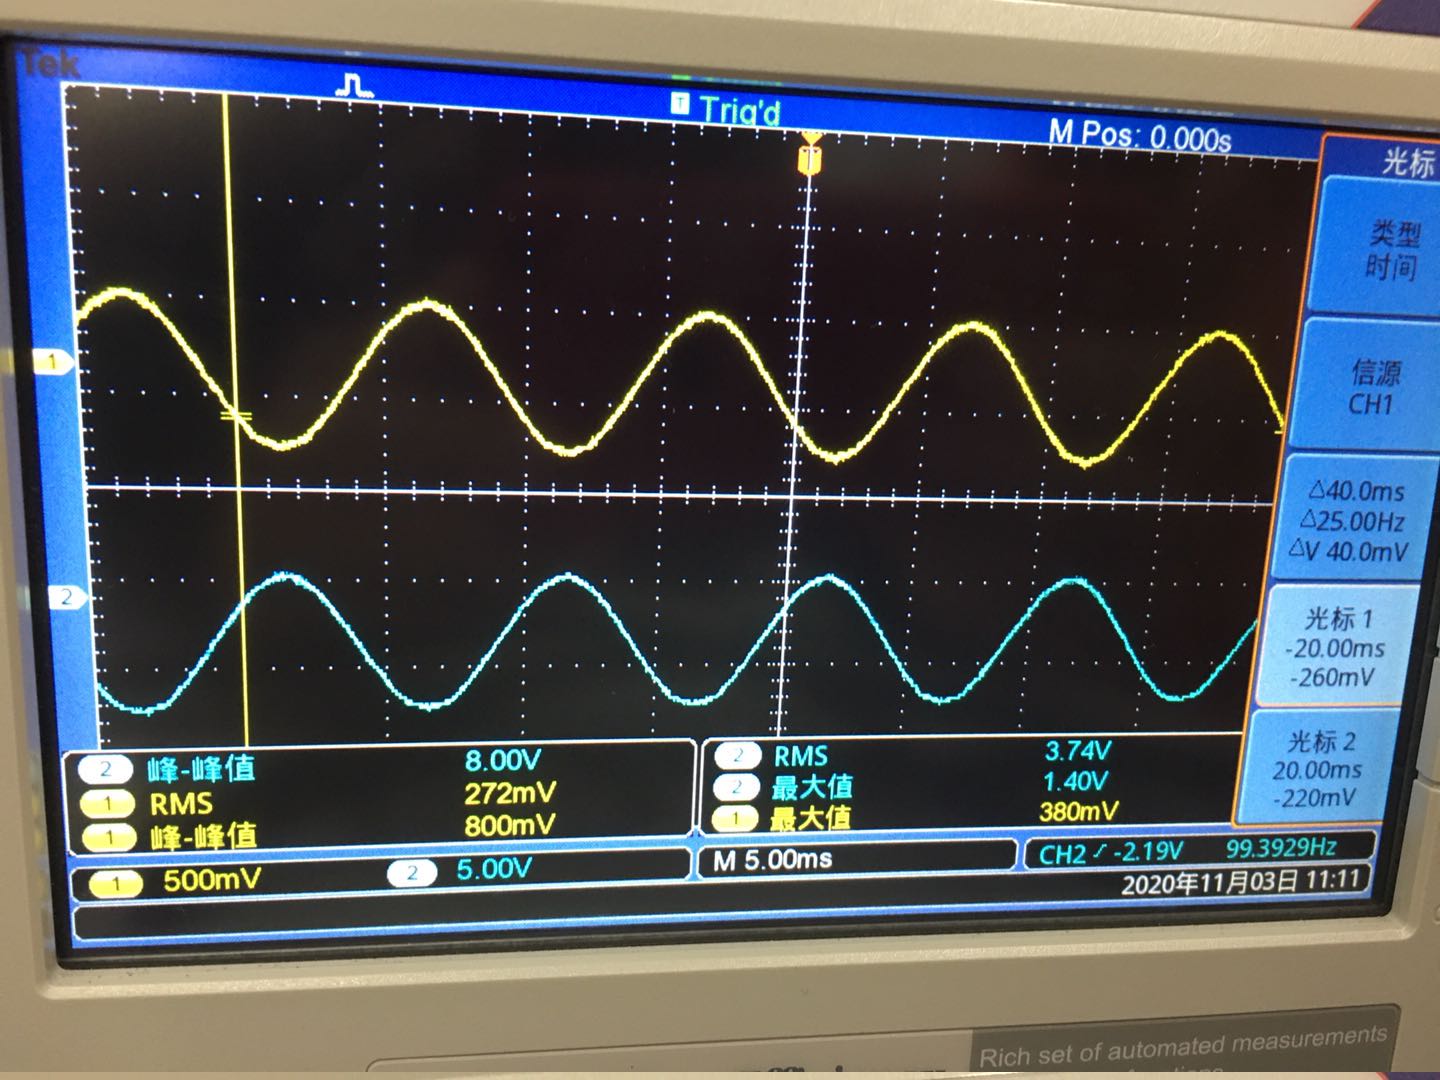 Tek
T Trig'd
M Pos: 0.000s
光标
类型
时间
信源
CH1
△40.0ms
△25.00Hz
△V 40.0mV
光标 1
-20.00ms
-260mV
光标 2
20.00ms
-220mV
T
1
2
2 峰-峰值 8.00V
1 RMS 272mV
1 峰-峰值 800mV
2 RMS 3.74V
2 最大值 1.40V
1 最大值 380mV
1 500mV 2 5.00V M 5.00ms CH2 -2.19V 99.3929Hz
2020年11月03日 11:11
Rich set of automated measurements